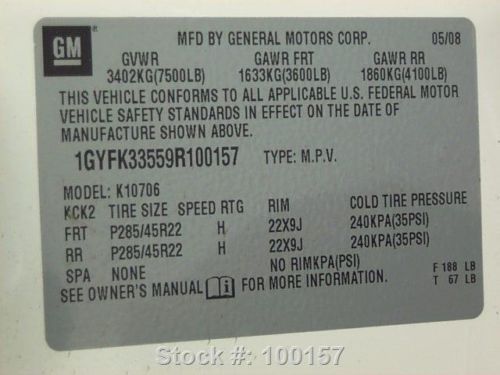 GM
MFD BY GENERAL MOTORS CORP. 05/08
GVWR GAWR FRT GAWR RR
3402KG(7500LB) 1633KG(3600LB) 1860KG(4100LB)
THIS VEHICLE CONFORMS TO ALL APPLICABLE U.S. FEDERAL MOTOR
VEHICLE SAFETY STANDARDS IN EFFECT ON THE DATE OF
MANUFACTURE SHOWN ABOVE.
1GYFK33559R100157 TYPE: M.P.V.
MODEL: K10706
KCK2 TIRE SIZE SPEED RTG RIM COLD TIRE PRESSURE
FRT P285/45R22 H 22X9J 240KPA(35PSI)
RR P285/45R22 H 22X9J 240KPA(35PSI)
SPA NONE NO RIMKPA(PSI)
SEE OWNER'S MANUAL i FOR MORE INFORMATION. F 188 LB
T 67 LB
Stock #: 100157